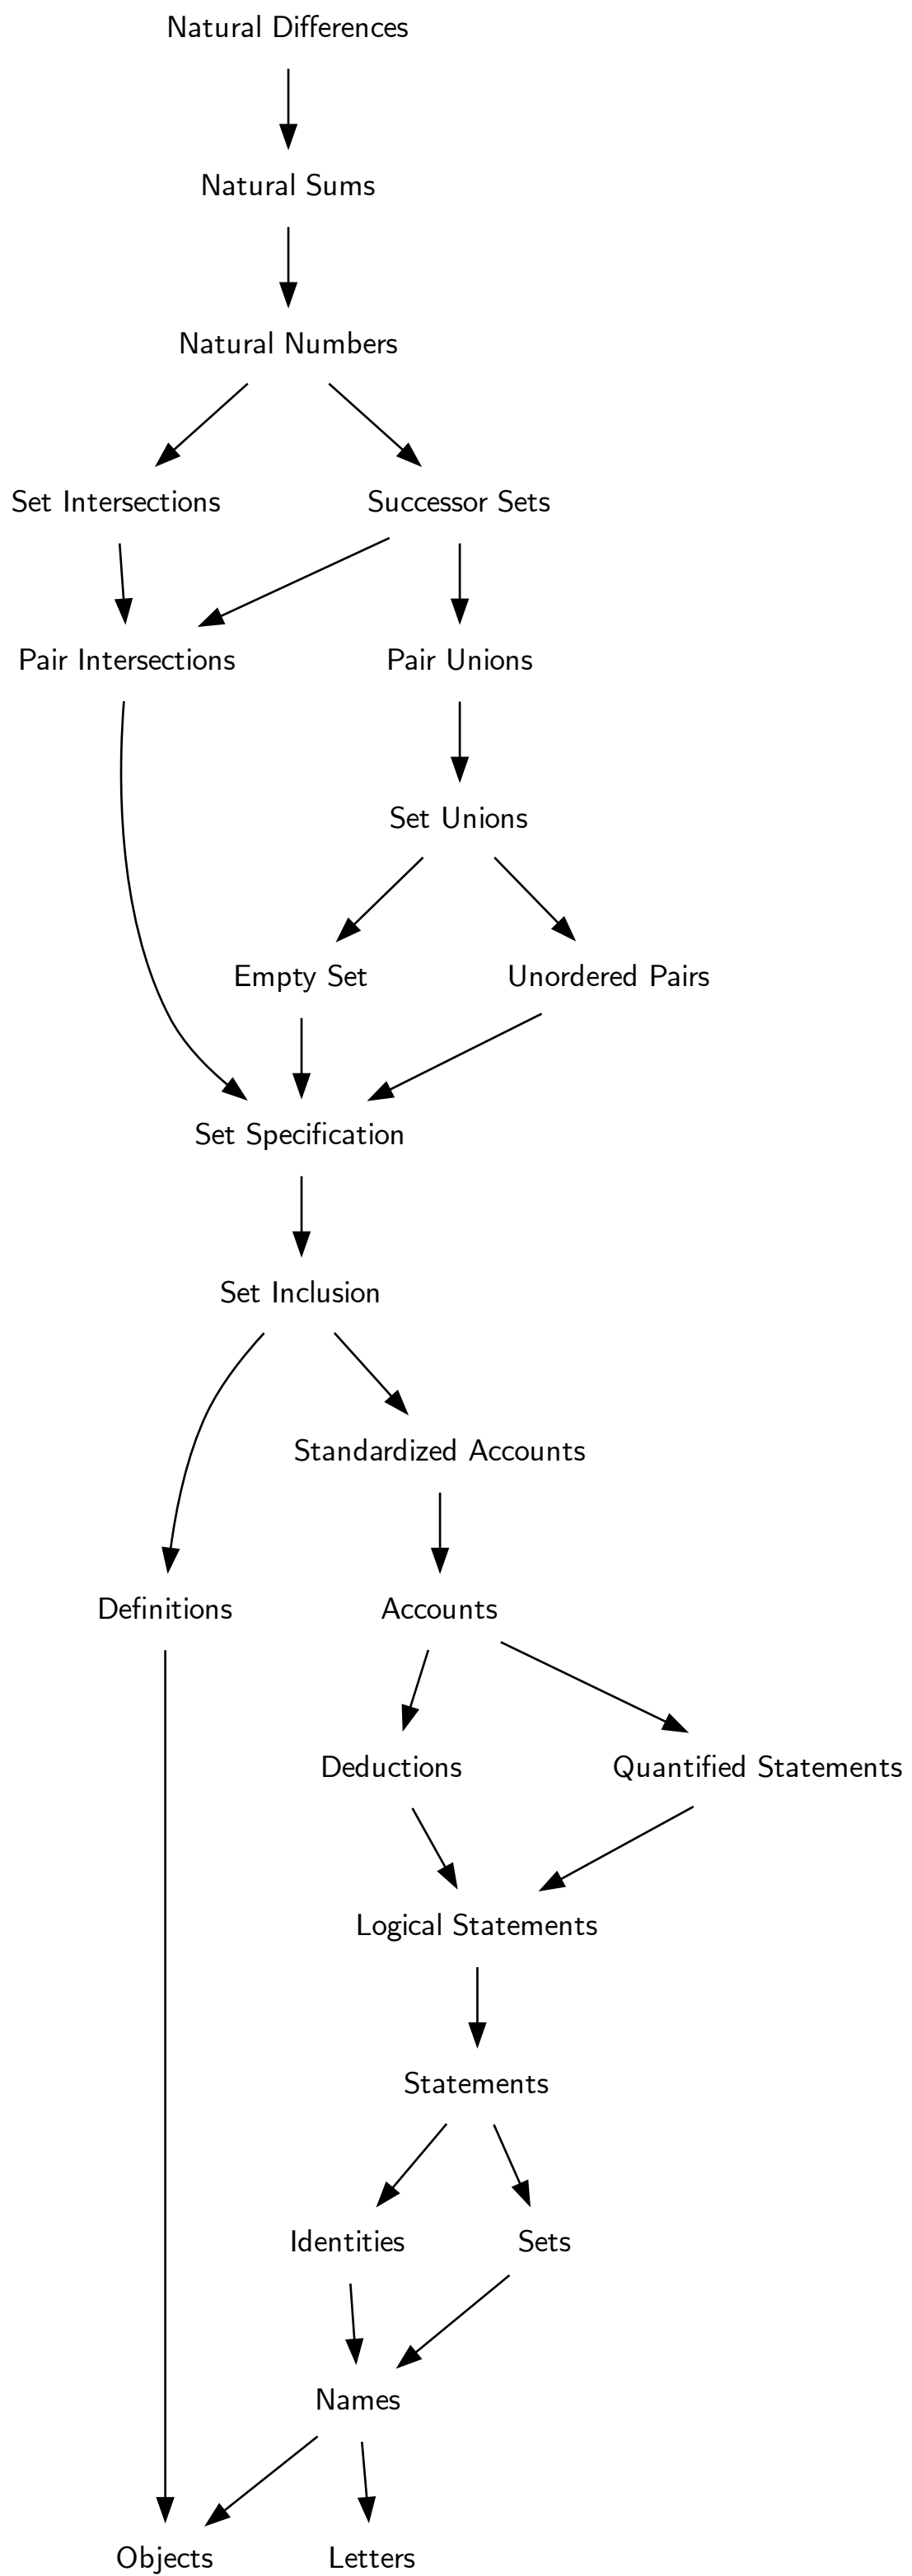 Natural Differences
Natural Sums
Natural Numbers
Set Intersections
Successor Sets
Pair Intersections
Pair Unions
Set Unions
Empty Set
Unordered Pairs
Set Specification
Set Inclusion
Standardized Accounts
Definitions
Accounts
Deductions
Quantified Statements
Logical Statements
Statements
Identities
Sets
Names
Objects
Letters